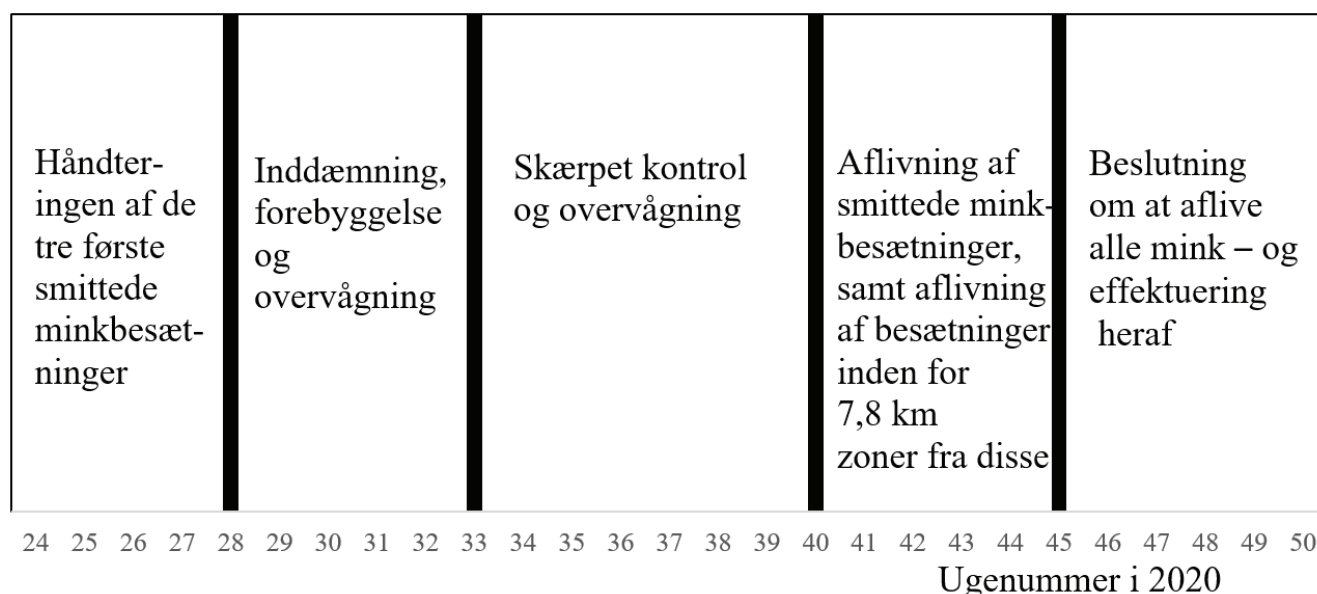 Håndter-
ingen af de
tre første
smittede
minkbesæt-
ninger
Inddæmning,
forebyggelse
og
overvågning
Skærpet kontrol
og overvågning
Aflivning af
smittede mink-
besætninger,
samt aflivning
af besætninger
inden for
7,8 km
zoner fra disse
Beslutning
om at aflive
alle mink – og
effektuering
heraf
24 25 26 27 28 29 30 31 32 33 34 35 36 37 38 39 40 41 42 43 44 45 46 47 48 49 50
Ugenummer i 2020